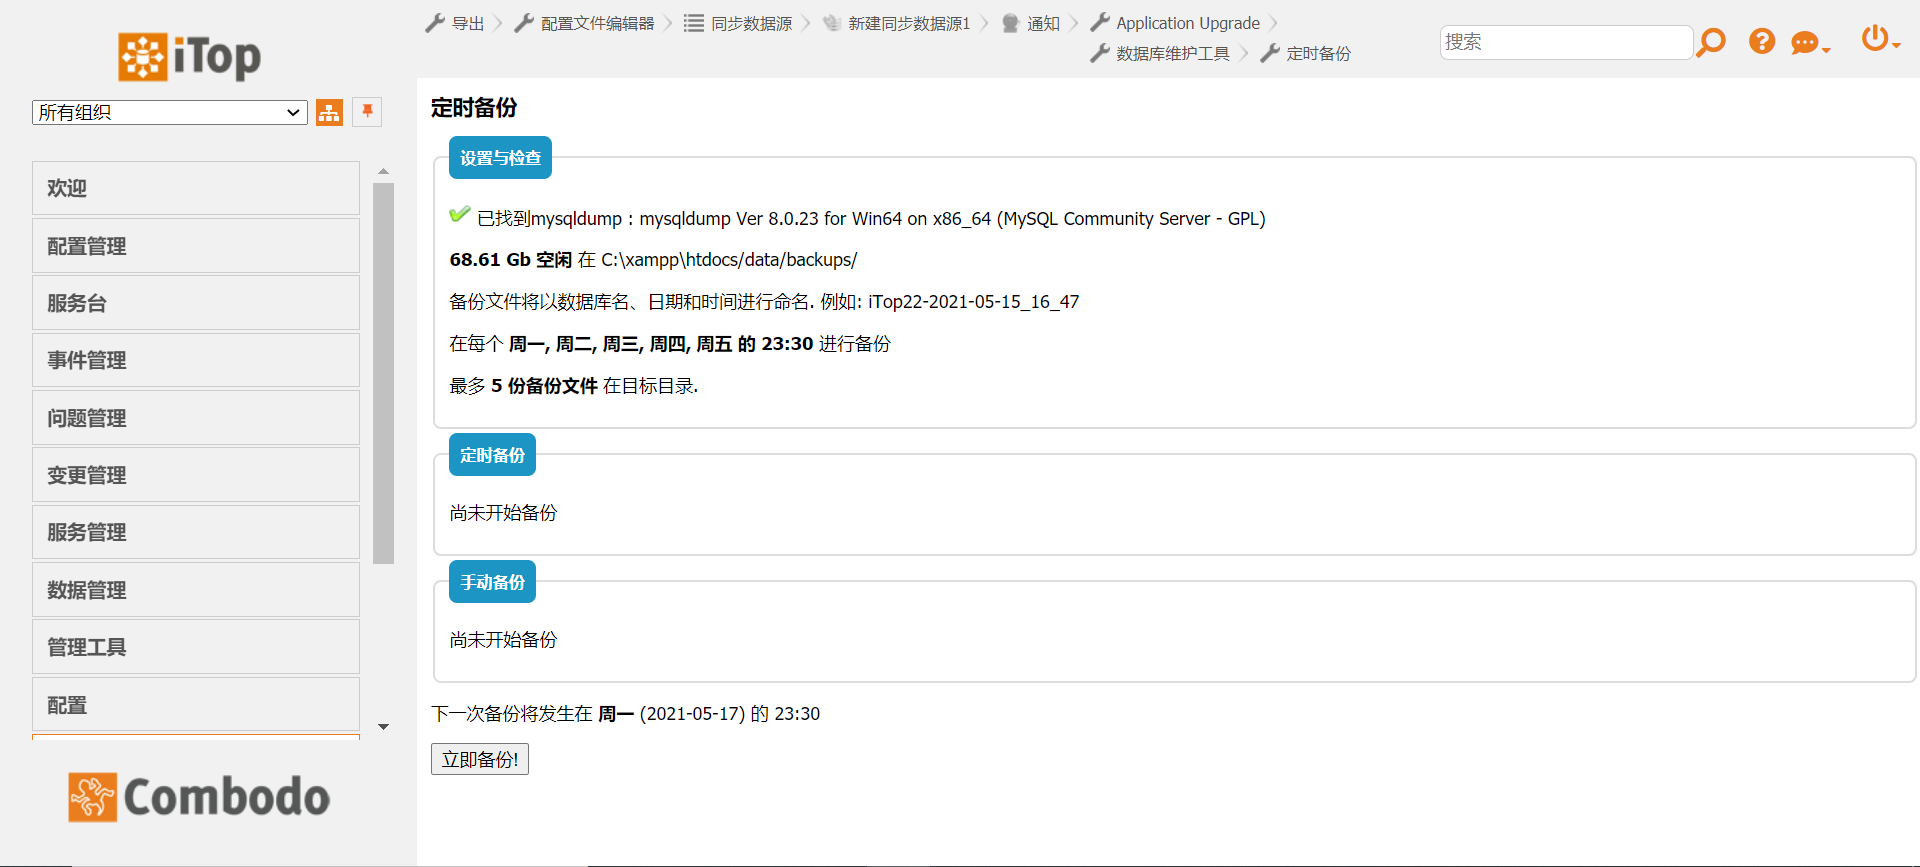 导出
配置文件编辑器
同步数据源
新建同步数据源1
通知
Application Upgrade
数据库维护工具
定时备份
搜索
iTop
所有组织
欢迎
配置管理
服务台
事件管理
问题管理
变更管理
服务管理
数据管理
管理工具
配置
Combodo
定时备份
设置与检查
已找到mysqldump : mysqldump Ver 8.0.23 for Win64 on x86_64 (MySQL Community Server - GPL)
68.61 Gb 空闲 在 C:\xampp\htdocs/data/backups/
备份文件将以数据库名、日期和时间进行命名. 例如: iTop22-2021-05-15_16_47
在每个 周一, 周二, 周三, 周四, 周五 的 23:30 进行备份
最多 5 份备份文件 在目标目录.
定时备份
尚未开始备份
手动备份
尚未开始备份
下一次备份将发生在 周一 (2021-05-17) 的 23:30
立即备份!